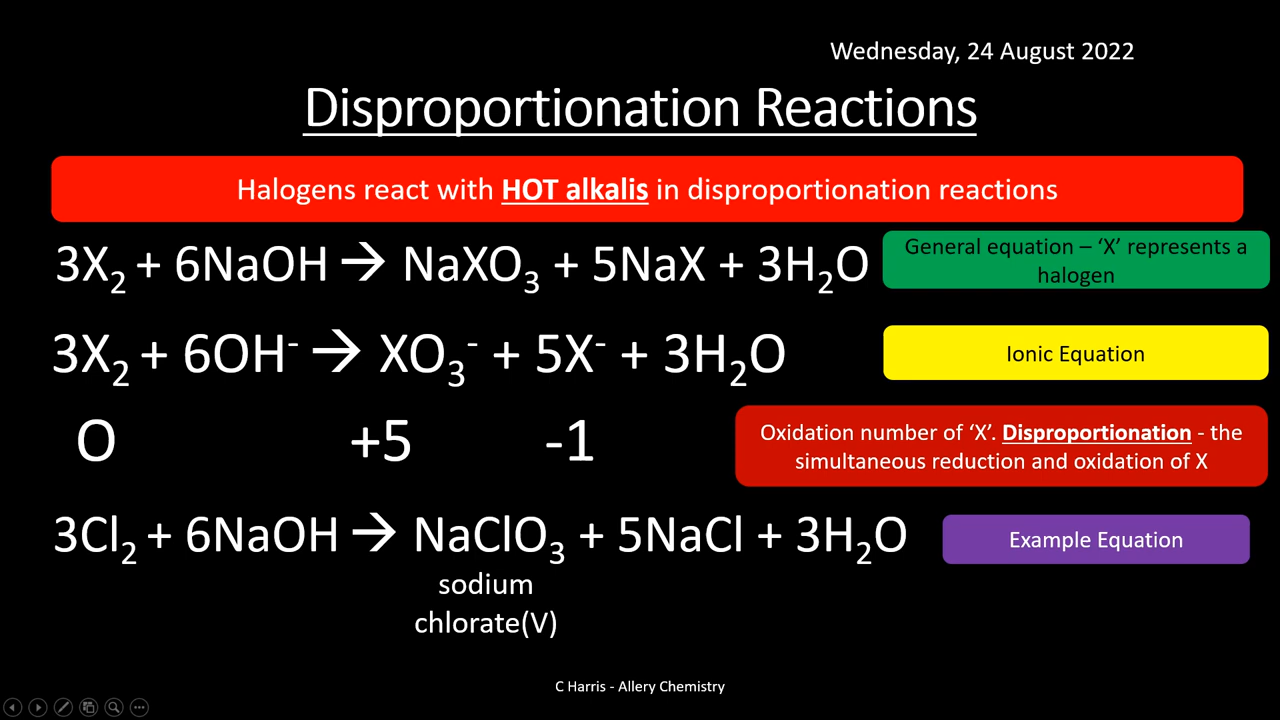 Wednesday, 24 August 2022
Disproportionation Reactions
Halogens react with HOT alkalis in disproportionation reactions
3X₂ + 6NaOH → NaXO₃ + 5NaX + 3H₂O
General equation – ‘X’ represents a
halogen
3X₂ + 6OH⁻ → XO₃⁻ + 5X⁻ + 3H₂O
Ionic Equation
O +5 -1
Oxidation number of ‘X’. Disproportionation - the
simultaneous reduction and oxidation of X
3Cl₂ + 6NaOH → NaClO₃ + 5NaCl + 3H₂O
Example Equation
sodium
chlorate(V)
C Harris - Allery Chemistry